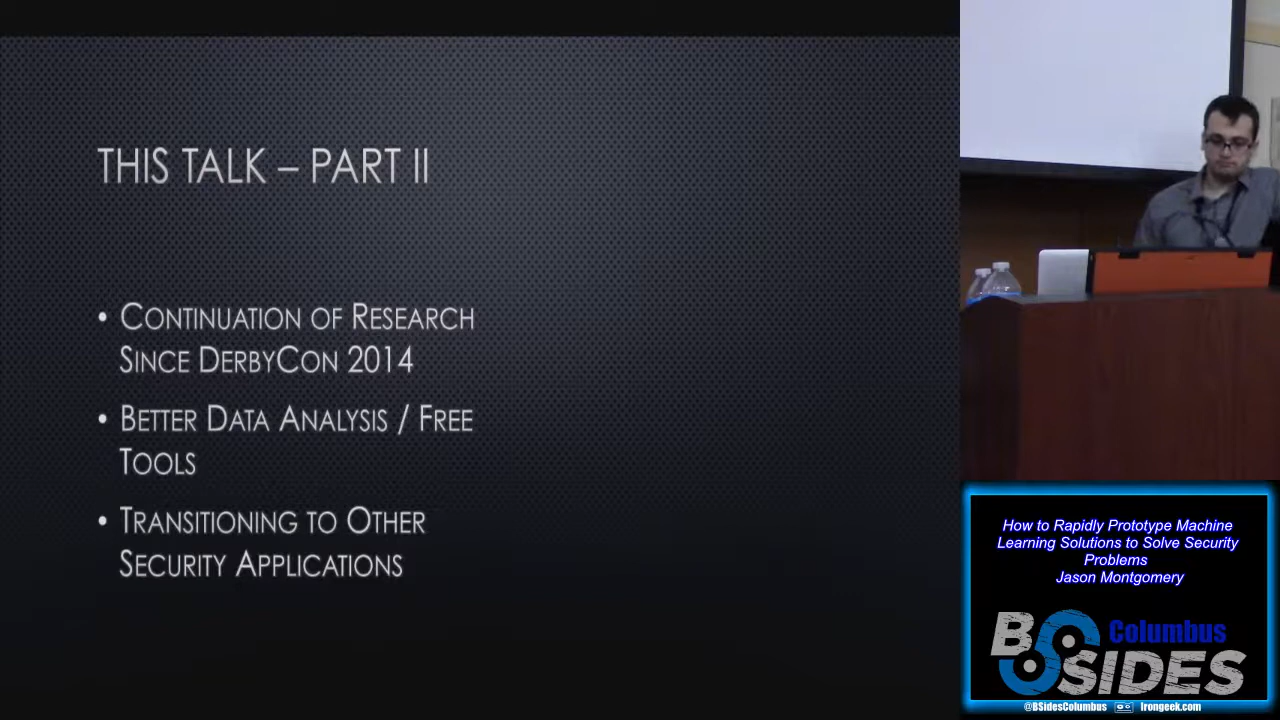 THIS TALK – PART II
• CONTINUATION OF RESEARCH
SINCE DERBYCON 2014
• BETTER DATA ANALYSIS / FREE
TOOLS
• TRANSITIONING TO OTHER
SECURITY APPLICATIONS
How to Rapidly Prototype Machine
Learning Solutions to Solve Security
Problems
Jason Montgomery
BSIDES
Columbus
@BSidesColumbus Irongeek.com